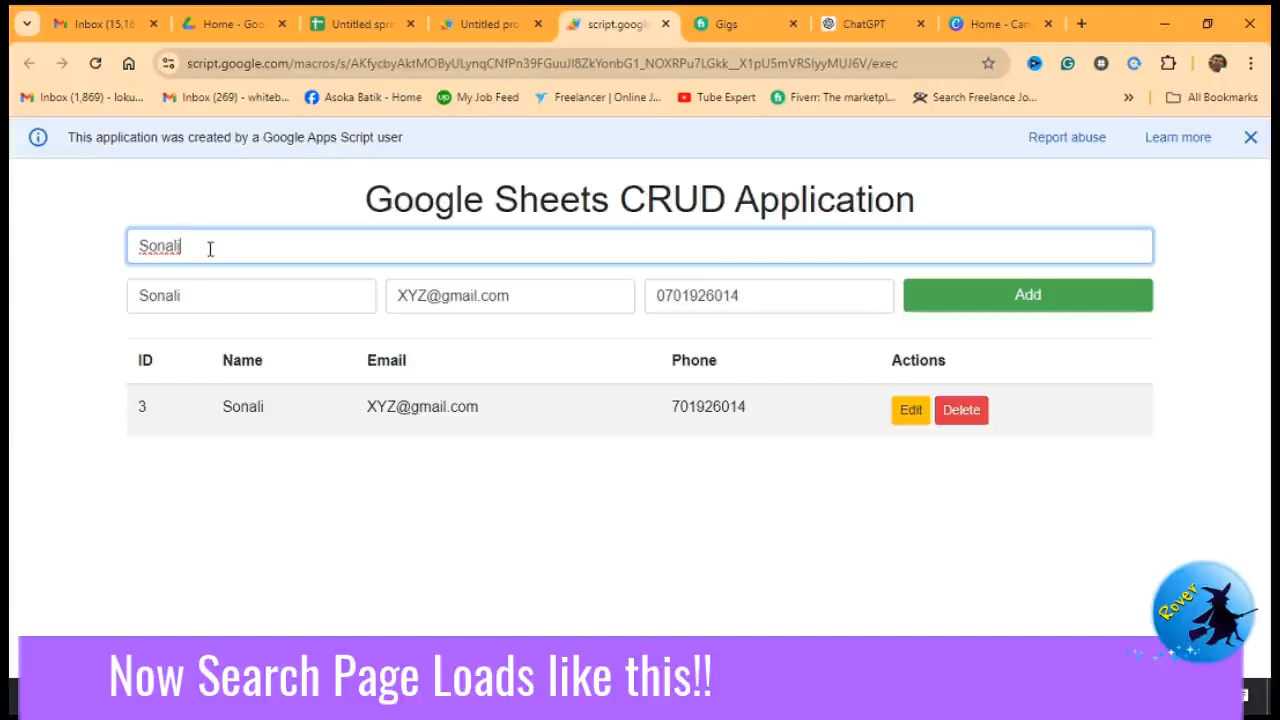 Inbox (15,16
Home - Goo
Untitled spre
Untitled pro
script.google
Gigs
ChatGPT
Home - Can
script.google.com/macros/s/AKfycbyAktMOByULynqCNfPn39FGuuJI8ZkYonbG1_NOXRPu7LGkk__X1pU5mVRSIyyMUJ6V/exec
Inbox (1,869) - loku...
Inbox (269) - whiteb...
Asoka Batik - Home
My Job Feed
Freelancer | Online J...
Tube Expert
Fiverr: The marketpl...
Search Freelance Jo...
All Bookmarks
This application was created by a Google Apps Script user
Report abuse
Learn more
Google Sheets CRUD Application
Sonali
Sonali XYZ@gmail.com 0701926014 Add
ID Name Email Phone Actions
3 Sonali XYZ@gmail.com 701926014 Edit Delete
Rover
Now Search Page Loads like this!!